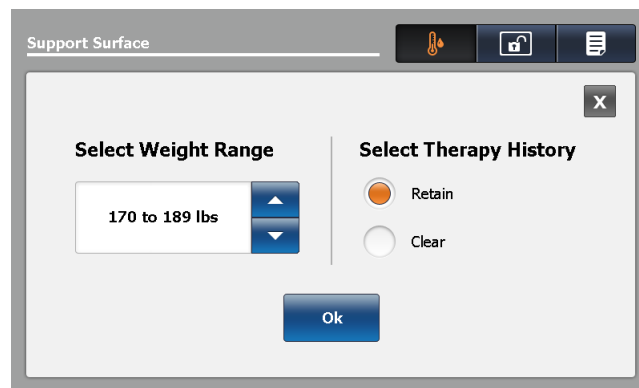 Support Surface
X
Select Weight Range
170 to 189 lbs
Select Therapy History
Retain
Clear
Ok